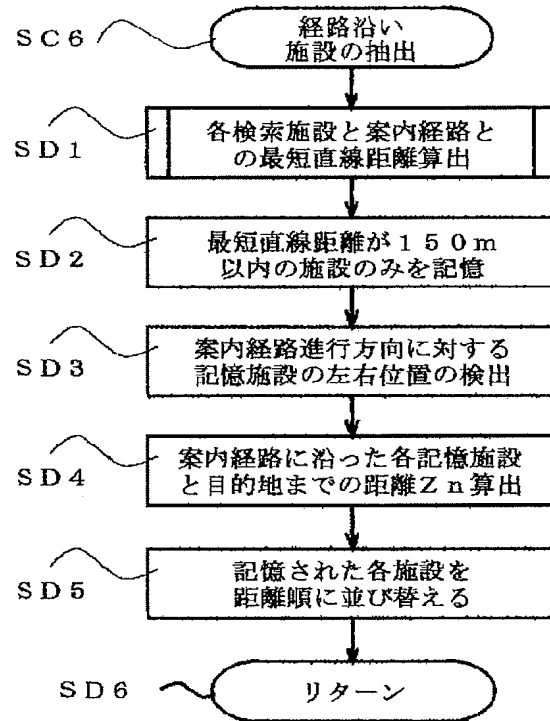 SC6
経路沿い
施設の抽出
SD1
各検索施設と案内経路と
の最短直線距離算出
SD2
最短直線距離が150m
以内の施設のみを記憶
SD3
案内経路進行方向に対する
記憶施設の左右位置の検出
SD4
案内経路に沿った各記憶施設
と目的地までの距離Zn算出
SD5
記憶された各施設を
距離順に並び替える
SD6
リターン